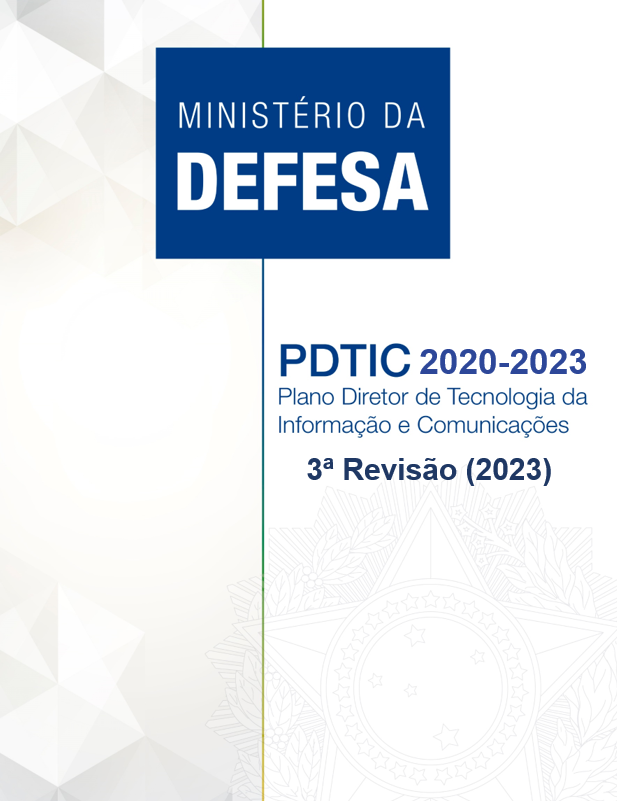 MINISTÉRIO DA
DEFESA
PDTIC 2020-2023
Plano Diretor de Tecnologia da
Informação e Comunicações
3ª Revisão (2023)